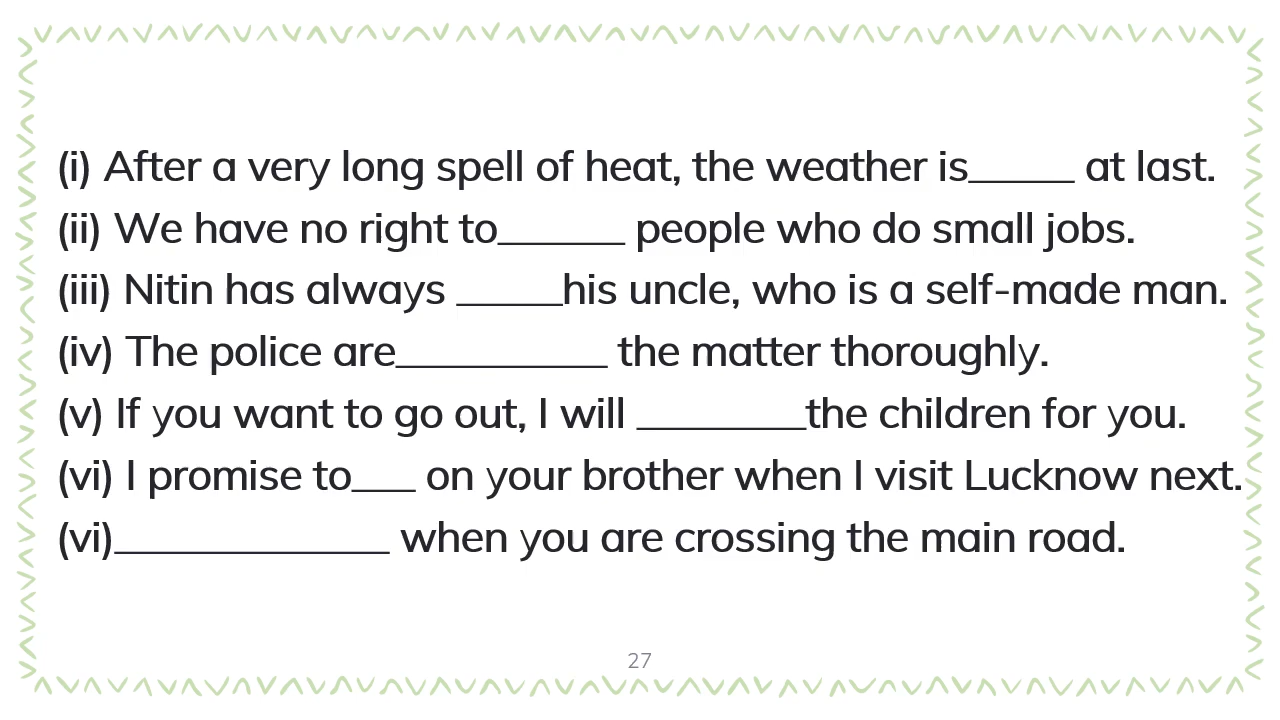 (i) After a very long spell of heat, the weather is_____ at last.
(ii) We have no right to______ people who do small jobs.
(iii) Nitin has always _____his uncle, who is a self-made man.
(iv) The police are__________ the matter thoroughly.
(v) If you want to go out, I will ________the children for you.
(vi) I promise to___ on your brother when I visit Lucknow next.
(vi)_____________ when you are crossing the main road.
27